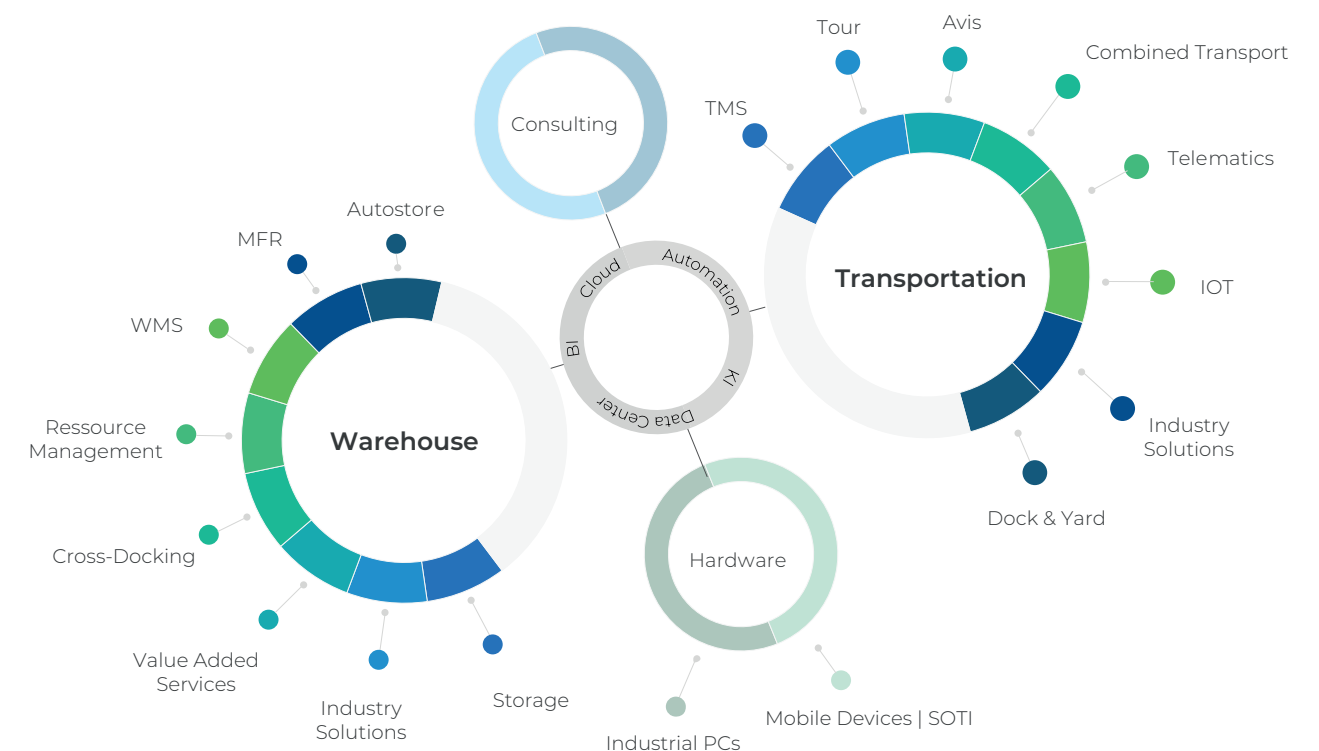 Tour
Avis
Combined Transport
TMS
Consulting
Telematics
Autostore
MFR
Cloud
Automation
Transportation
IOT
WMS
BI
KI
Data Center
Ressource
Management
Warehouse
Industry
Solutions
Dock & Yard
Cross-Docking
Hardware
Value Added
Services
Storage
Industry
Solutions
Mobile Devices | SOTI
Industrial PCs